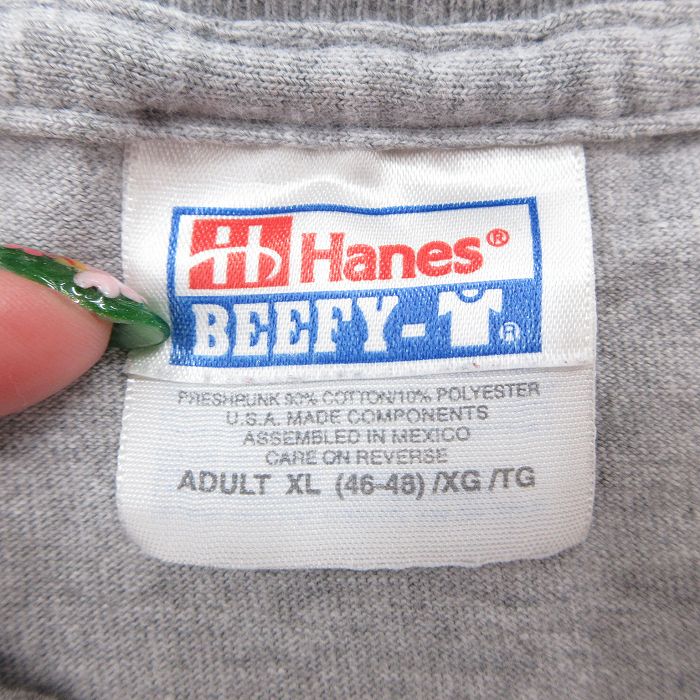 Hanes®
BEEFY-T®
PRESHRUNK 90% COTTON/10% POLYESTER
U.S.A. MADE COMPONENTS
ASSEMBLED IN MEXICO
CARE ON REVERSE
ADULT XL (46-48) /XG /TG